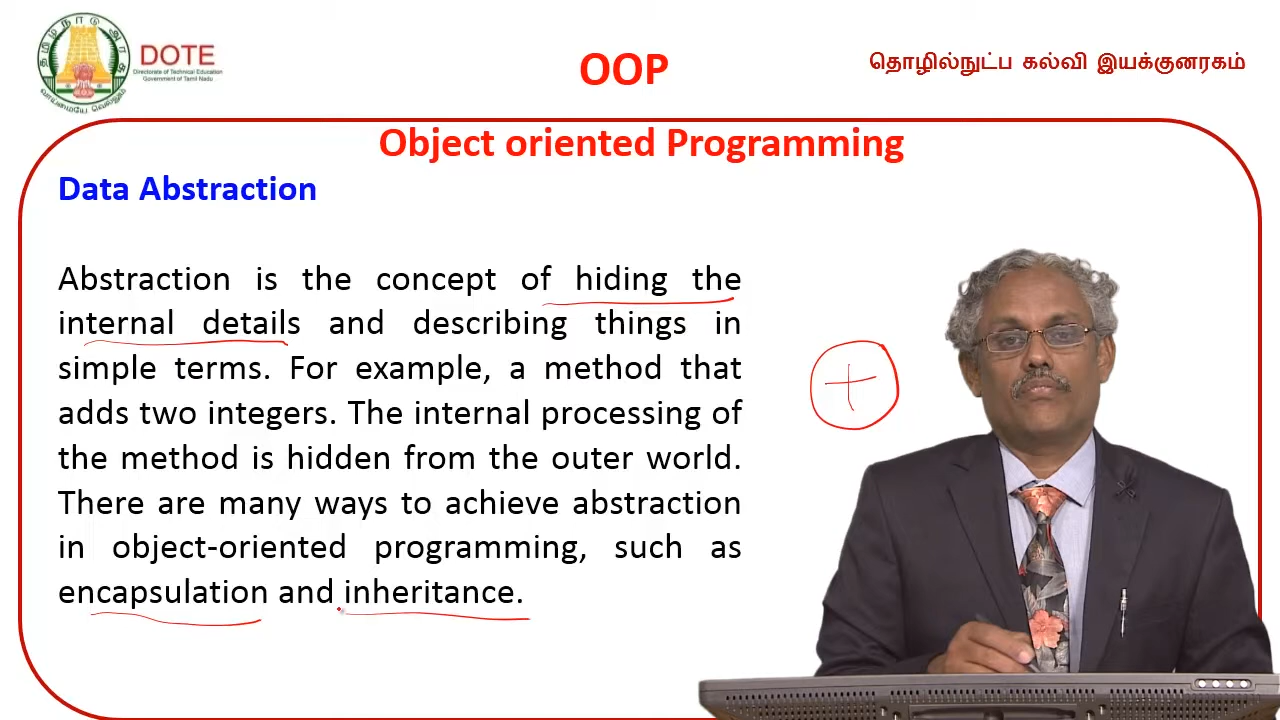 தமிழ்நாடு அரசு
வாய்மையே வெல்லும்
DOTE
Directorate of Technical Education
Government of Tamil Nadu
OOP
தொழில்நுட்ப கல்வி இயக்குனரகம்
Object oriented Programming
Data Abstraction
Abstraction is the concept of hiding the
internal details and describing things in
simple terms. For example, a method that
adds two integers. The internal processing of
the method is hidden from the outer world.
There are many ways to achieve abstraction
in object-oriented programming, such as
encapsulation and inheritance.
+